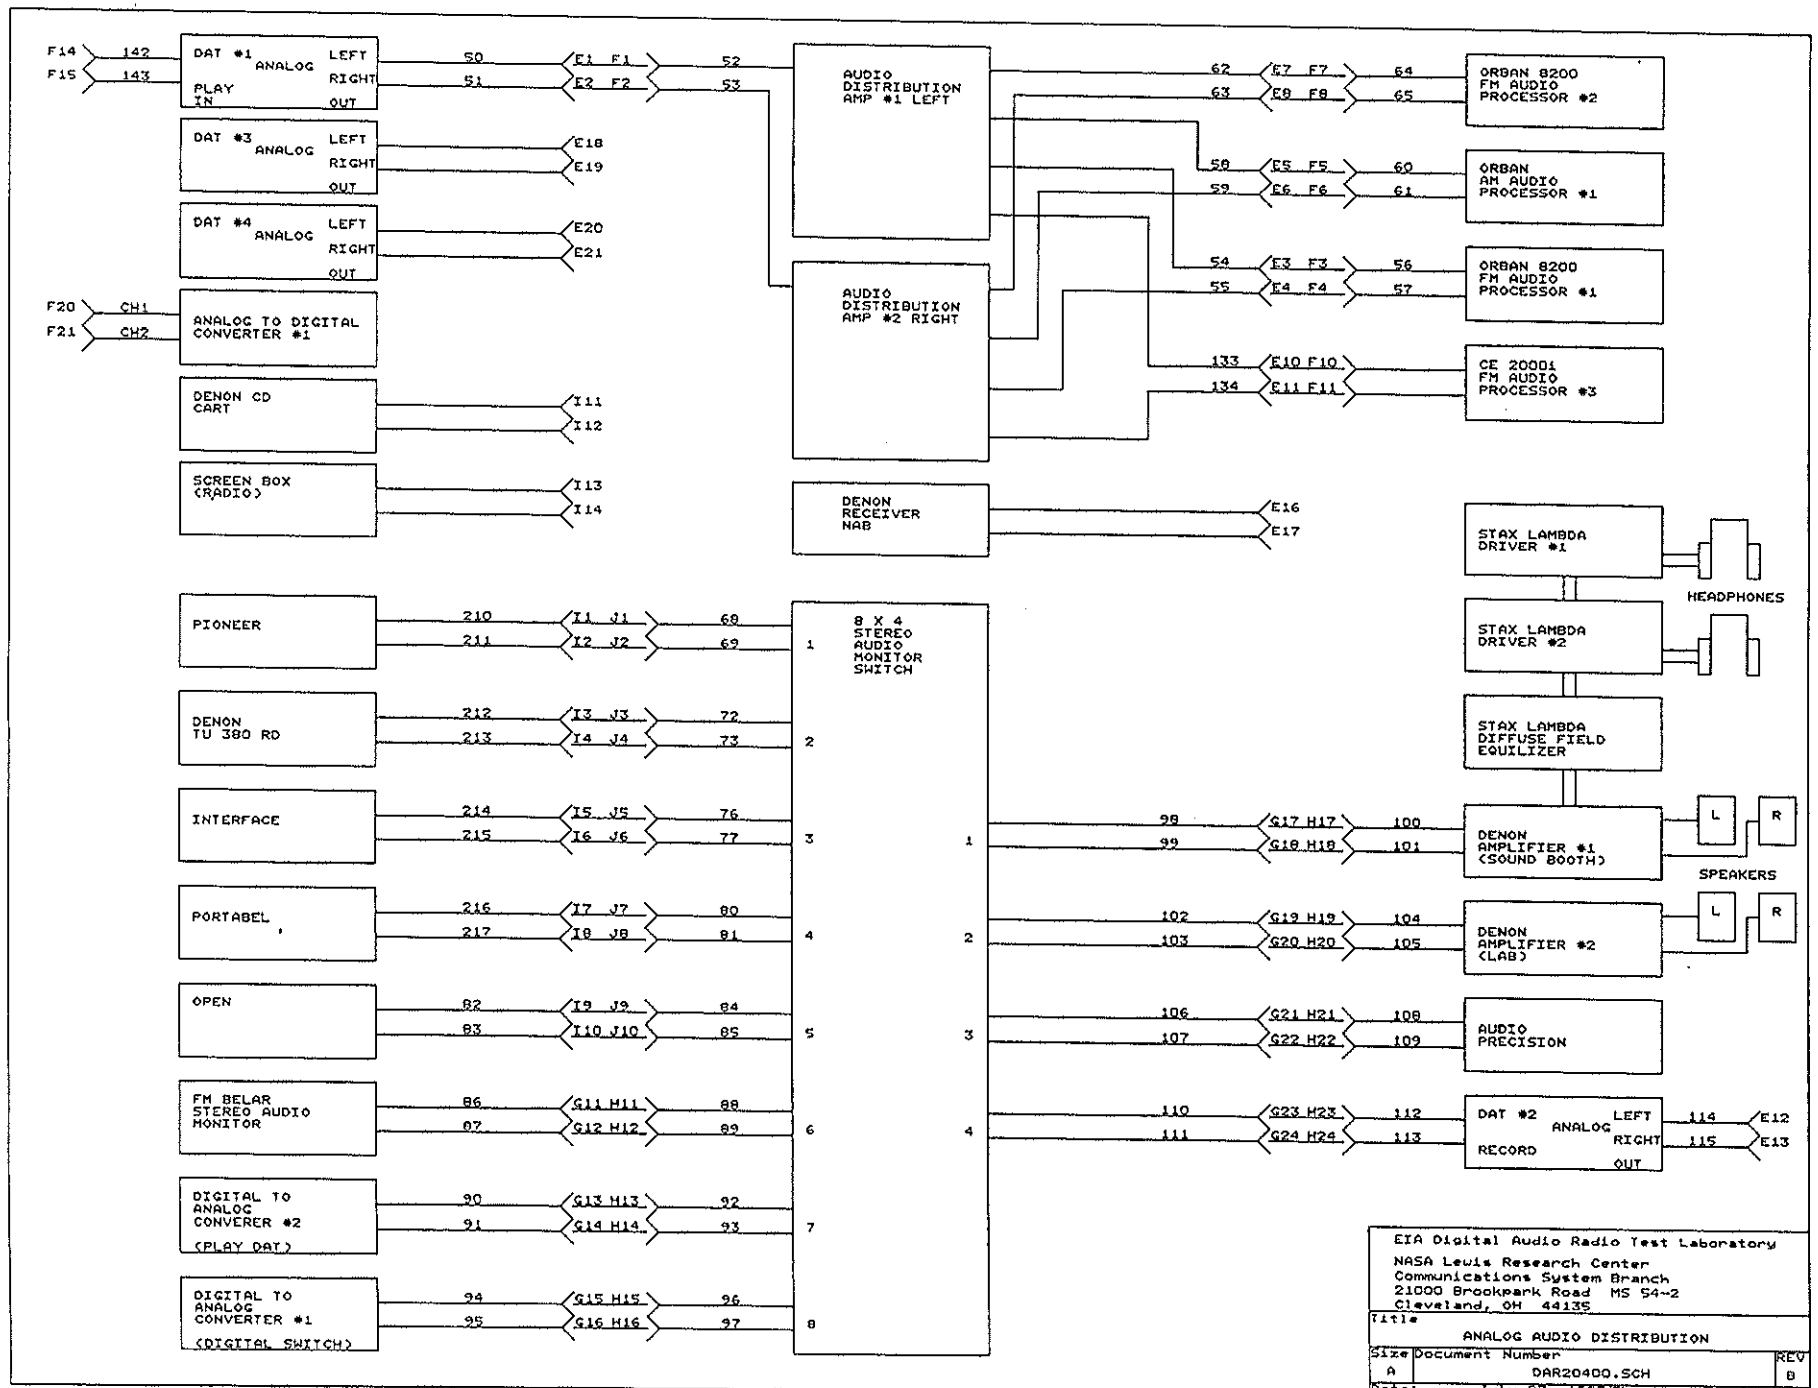 F14 142
F15 143
DAT #1 ANALOG LEFT
RIGHT
PLAY
IN OUT
50 E1 F1 52
51 E2 F2 53
DAT #3 ANALOG LEFT
RIGHT
OUT
E18
E19
DAT #4 ANALOG LEFT
RIGHT
OUT
E20
E21
F20 CH1
F21 CH2
ANALOG TO DIGITAL
CONVERTER #1
DENON CD
CART
I11
I12
SCREEN BOX
(RADIO)
I13
I14
AUDIO
DISTRIBUTION
AMP #1 LEFT
AUDIO
DISTRIBUTION
AMP #2 RIGHT
DENON
RECEIVER
NAB
E16
E17
62 E7 F7 64
63 E8 F8 65
ORBAN 8200
FM AUDIO
PROCESSOR #2
58 E5 F5 60
59 E6 F6 61
ORBAN
AM AUDIO
PROCESSOR #1
54 E3 F3 56
55 E4 F4 57
ORBAN 8200
FM AUDIO
PROCESSOR #1
133 E10 F10
134 E11 F11
FM AUDIO
PROCESSOR #3
STAX LAMBDA
DRIVER #1
HEADPHONES
STAX LAMBDA
DRIVER #2
STAX LAMBDA
DIFFUSE FIELD
EQUILIZER
PIONEER
210 I1 J1 68
211 I2 J2 69
1
DENON
TU 380 RD
212 I3 J3 72
213 I4 J4 73
2
INTERFACE
214 I5 J5 76
215 I6 J6 77
3
PORTABEL
216 I7 J7 80
217 I8 J8 81
4
OPEN
82 I9 J9 84
83 I10 J10 85
5
FM BELAR
STEREO AUDIO
MONITOR
86 G11 H11 88
87 G12 H12 89
6
DIGITAL TO
ANALOG
CONVERER #2
(PLAY DAT)
90 G13 H13 92
91 G14 H14 93
7
DIGITAL TO
ANALOG
CONVERTER #1
(DIGITAL SWITCH)
94 G15 H15 96
95 G16 H16 97
8
8 X 4
STEREO
AUDIO
MONITOR
SWITCH
1
98 G17 H17 100
99 G18 H18 101
DENON
AMPLIFIER #1
(SOUND BOOTH)
L R
SPEAKERS
2
102 G19 H19 104
103 G20 H20 105
DENON
AMPLIFIER #2
(LAB)
L R
3
106 G21 H21 108
107 G22 H22 109
AUDIO
PRECISION
4
110 G23 H23 112
111 G24 H24 113
DAT #2 ANALOG LEFT
RIGHT
RECORD OUT
114 E12
115 E13
EIA Digital Audio Radio Test Laboratory
NASA Lewis Research Center
Communications System Branch
21000 Brookpark Road MS 54-2
Cleveland, OH 44135
Title
ANALOG AUDIO DISTRIBUTION
Size Document Number REV
A DAR20400.SCH B